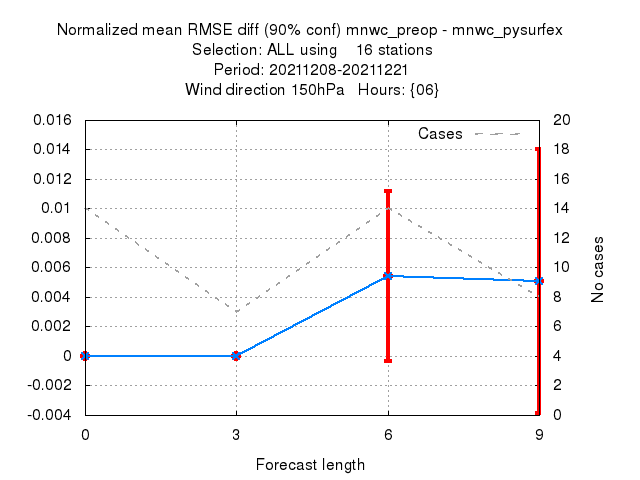 Normalized mean RMSE diff (90% conf) mnwc_preop - mnwc_pysurfex
Selection: ALL using    16 stations
Period: 20211208-20211221
Wind direction 150hPa   Hours: {06}
Cases
0.016
0.014
0.012
0.01
0.008
0.006
0.004
0.002
0
-0.002
-0.004
20
18
16
14
12
10
8
6
4
2
0
No cases
0 3 6 9
Forecast length